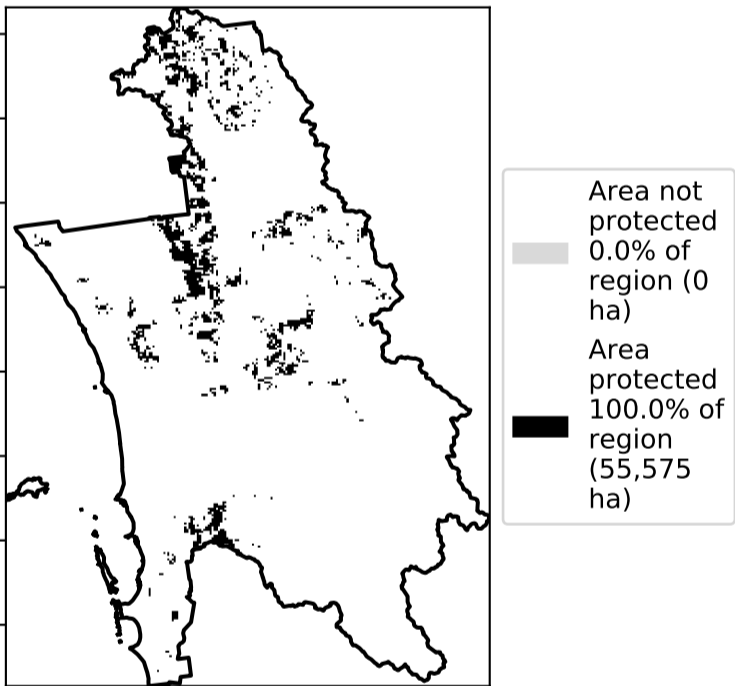 Area not
protected
0.0% of
region (0
ha)
Area
protected
100.0% of
region
(55,575
ha)